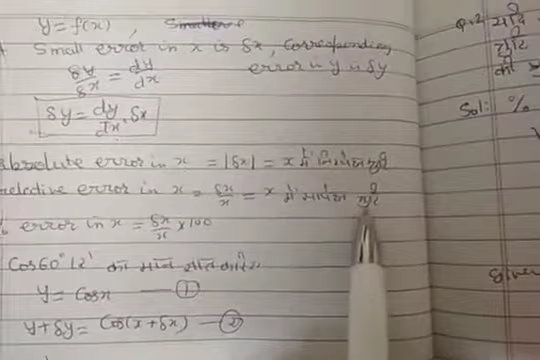 y = f(x),
Small error in x is δx, corresponding
δy/δx = dy/dx error in y is δy
δy = dy/dx . δx
absolute error in x = |δx| = x में निरपेक्ष त्रुटि
relative error in x = δx/x = x में सापेक्ष त्रुटि
% error in x = δx/x × 100
Cos60°12' का मान ज्ञात करो
y = Cosx —— ①
y + δy = Cos(x + δx) —— ②
Q.2 यदि
यदि
की
Sol: %
Given